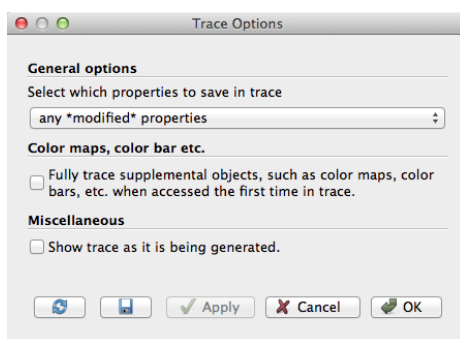 Trace Options
General options
Select which properties to save in trace
any *modified* properties
Color maps, color bar etc.
Fully trace supplemental objects, such as color maps, color
bars, etc. when accessed the first time in trace.
Miscellaneous
Show trace as it is being generated.
Apply Cancel OK